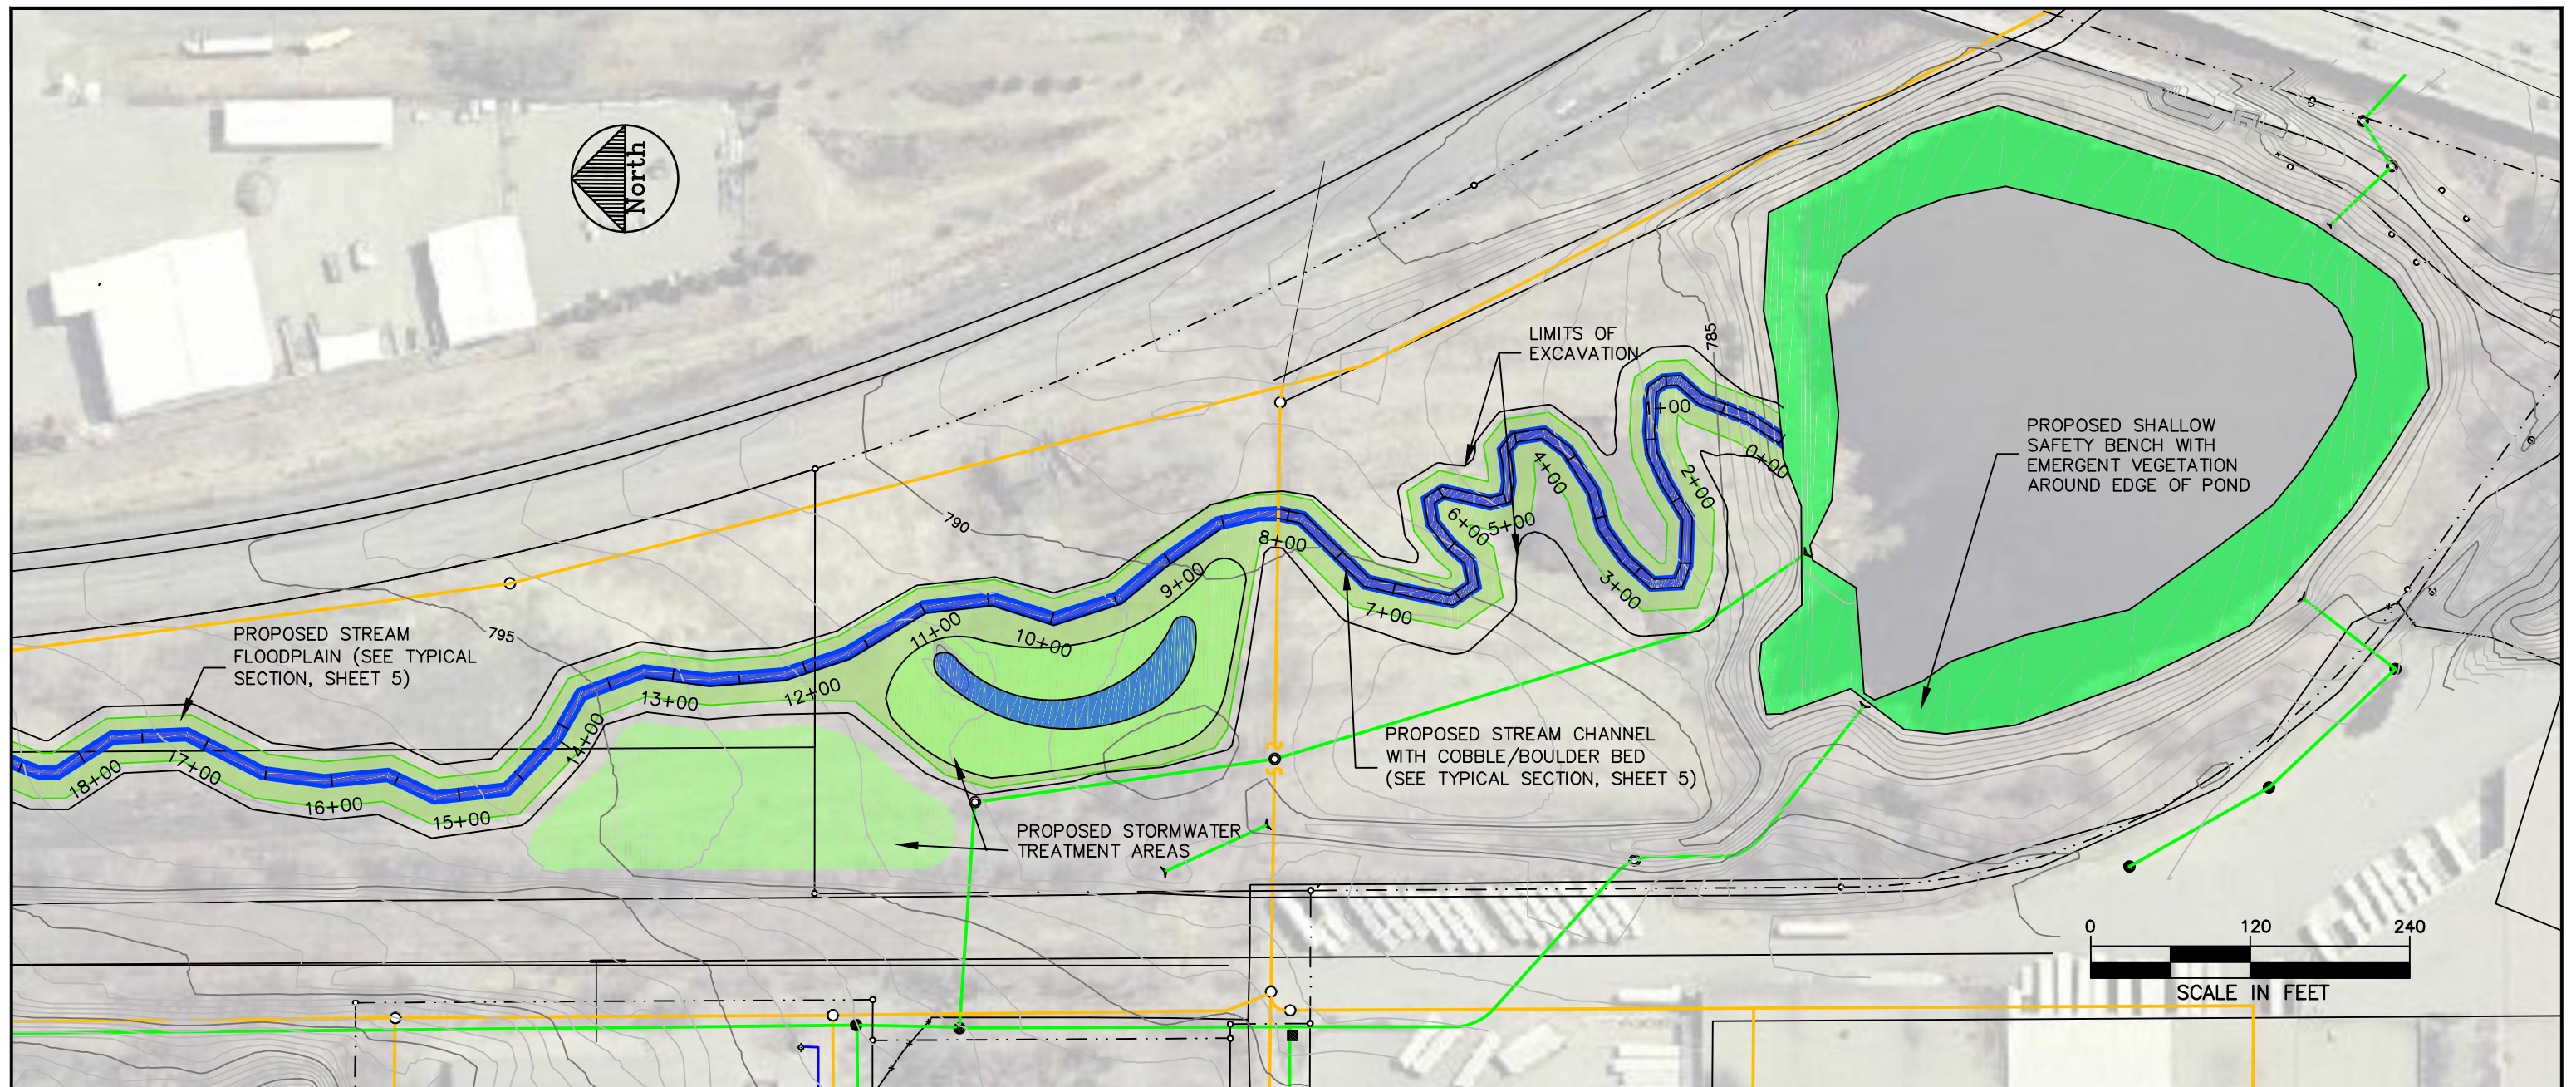 North
LIMITS OF
EXCAVATION
785
1+00
0+00
2+00
4+00
3+00
5+00
6+00
7+00
8+00
790
9+00
10+00
11+00
12+00
13+00
14+00
795
15+00
16+00
17+00
18+00
PROPOSED SHALLOW
SAFETY BENCH WITH
EMERGENT VEGETATION
AROUND EDGE OF POND
PROPOSED STREAM
FLOODPLAIN (SEE TYPICAL
SECTION, SHEET 5)
PROPOSED STREAM CHANNEL
WITH COBBLE/BOULDER BED
(SEE TYPICAL SECTION, SHEET 5)
PROPOSED STORMWATER
TREATMENT AREAS
0 120 240
SCALE IN FEET